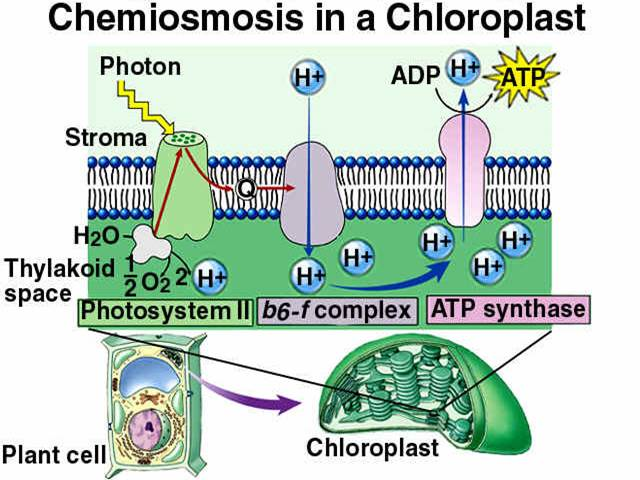 Chemiosmosis in a Chloroplast
Photon
H+
ADP
H+
ATP
Stroma
Q
H2O
Thylakoid
space
1/2 O2
2
H+
H+
H+
H+
H+
H+
Photosystem II
b6-f complex
ATP synthase
Plant cell
Chloroplast